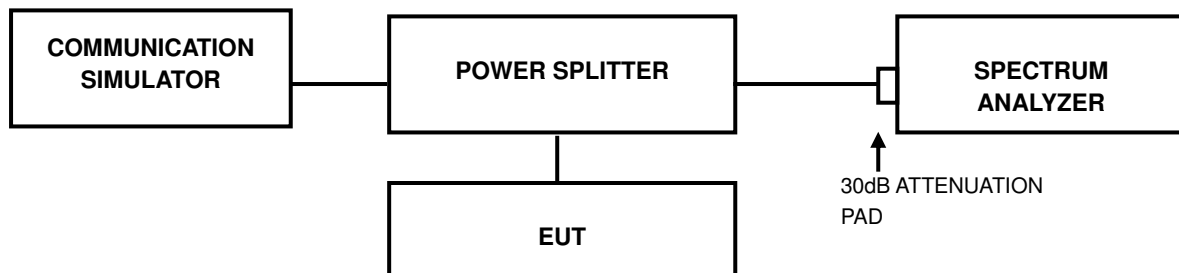 COMMUNICATION
SIMULATOR
POWER SPLITTER
SPECTRUM
ANALYZER
30dB ATTENUATION
PAD
EUT